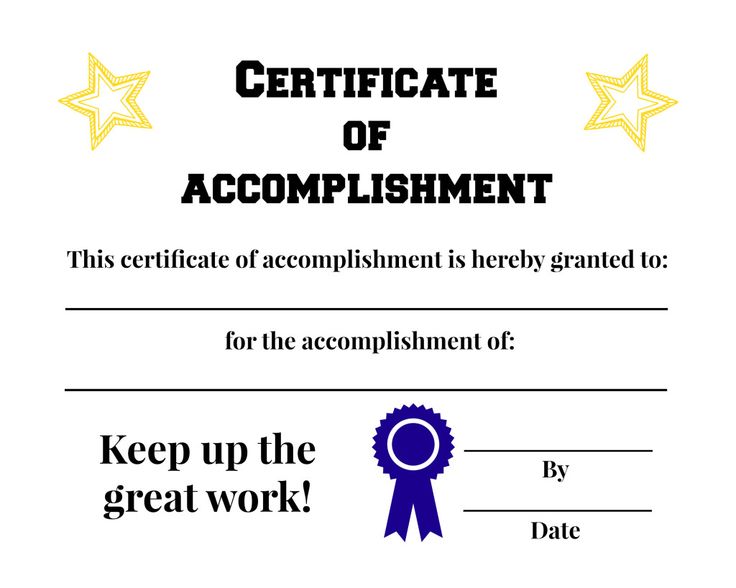 Certificate
of
accomplishment
This certificate of accomplishment is hereby granted to:
for the accomplishment of:
Keep up the
great work!
By
Date